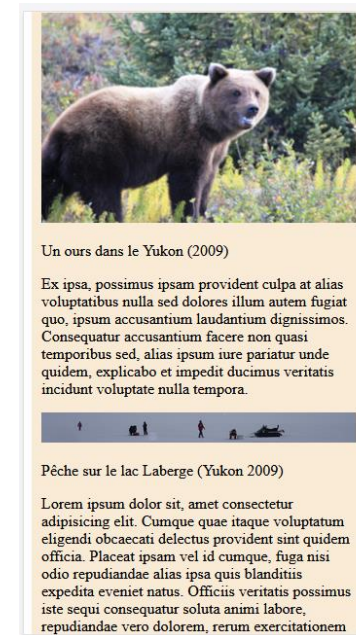 Un ours dans le Yukon (2009)
Ex ipsa, possimus ipsam provident culpa at alias
voluptatibus nulla sed dolores illum autem fugiat
quo, ipsum accusantium laudantium dignissimos.
Consequatur accusantium facere non quasi
temporibus sed, alias ipsum iure pariatur unde
quidem, explicabo et impedit ducimus veritatis
incidunt voluptate nulla tempora.
Pêche sur le lac Laberge (Yukon 2009)
Lorem ipsum dolor sit, amet consectetur
adipisicing elit. Cumque quae itaque voluptatum
eligendi obcaecati delectus provident sint quidem
officia. Placeat ipsam vel id cumque, fuga nisi
odio repudiandae alias ipsa quis blanditiis
expedita eveniet natus. Officiis veritatis possimus
iste sequi consequatur soluta animi labore,
repudiandae vero dolorem, rerum exercitationem